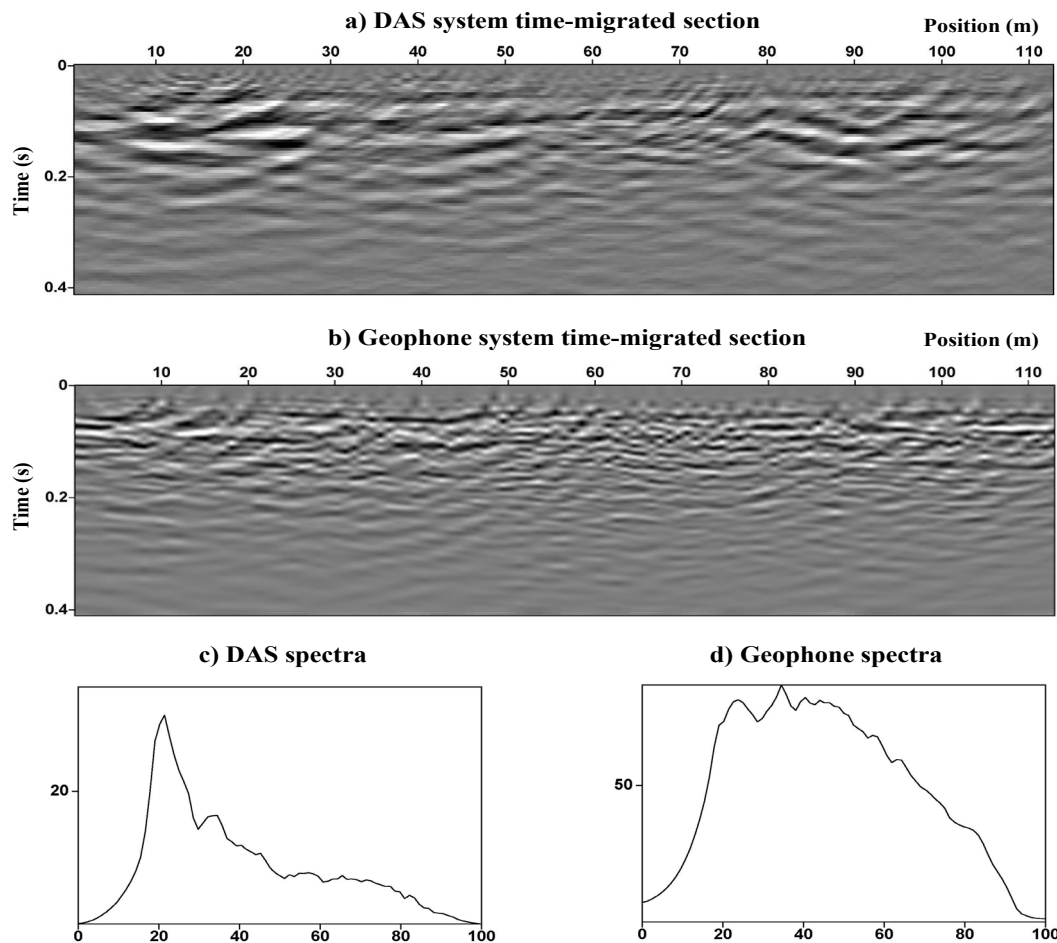 a) DAS system time-migrated section
Position (m)
10 20 30 40 50 60 70 80 90 100 110
0
0.2
0.4
Time (s)
b) Geophone system time-migrated section
Position (m)
10 20 30 40 50 60 70 80 90 100 110
0
0.2
0.4
Time (s)
c) DAS spectra
20
0 20 40 60 80 100
d) Geophone spectra
50
0 20 40 60 80 100